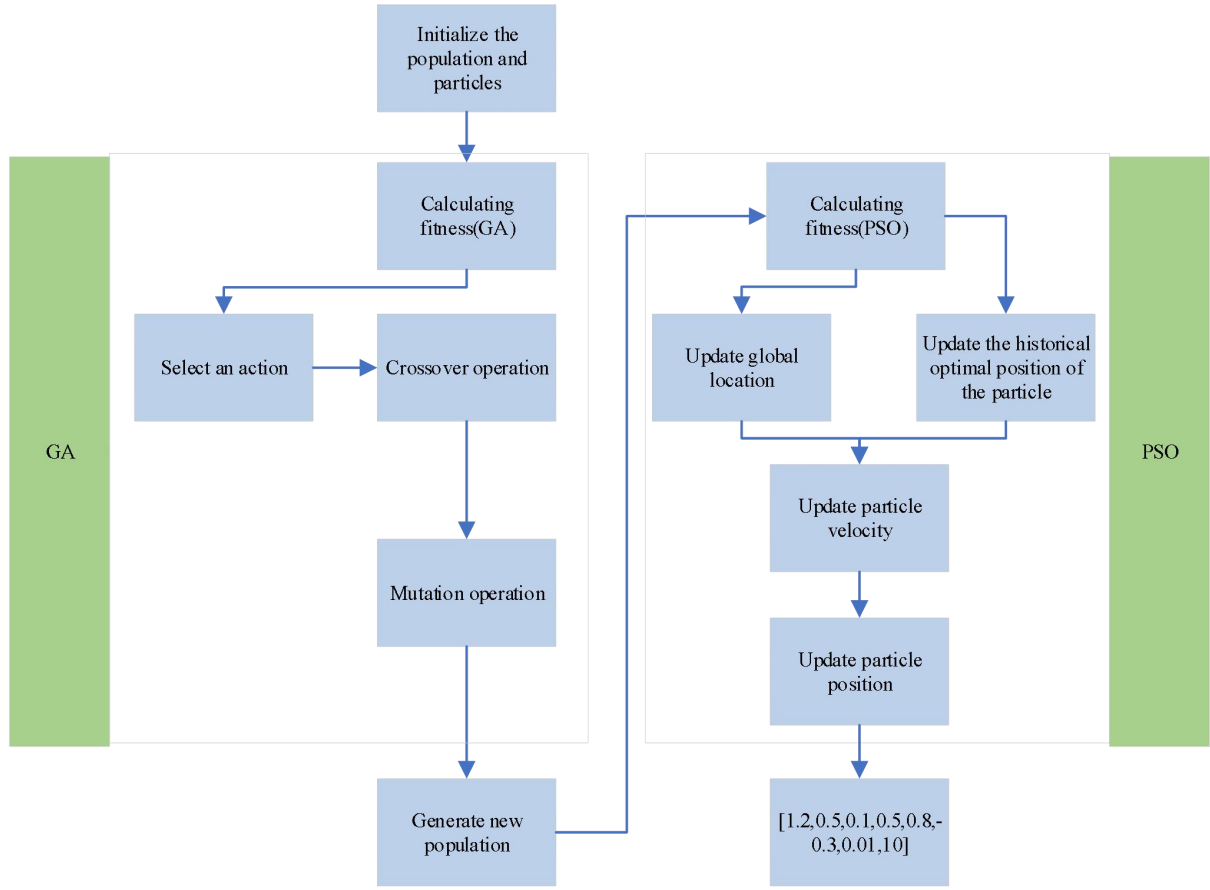 Initialize the
population and
particles
GA
Calculating
fitness(GA)
Select an action
Crossover operation
Mutation operation
Generate new
population
Calculating
fitness(PSO)
Update global
location
Update the historical
optimal position of
the particle
Update particle
velocity
Update particle
position
[1.2,0.5,0.1,0.5,0.8,-
0.3,0.01,10]
PSO